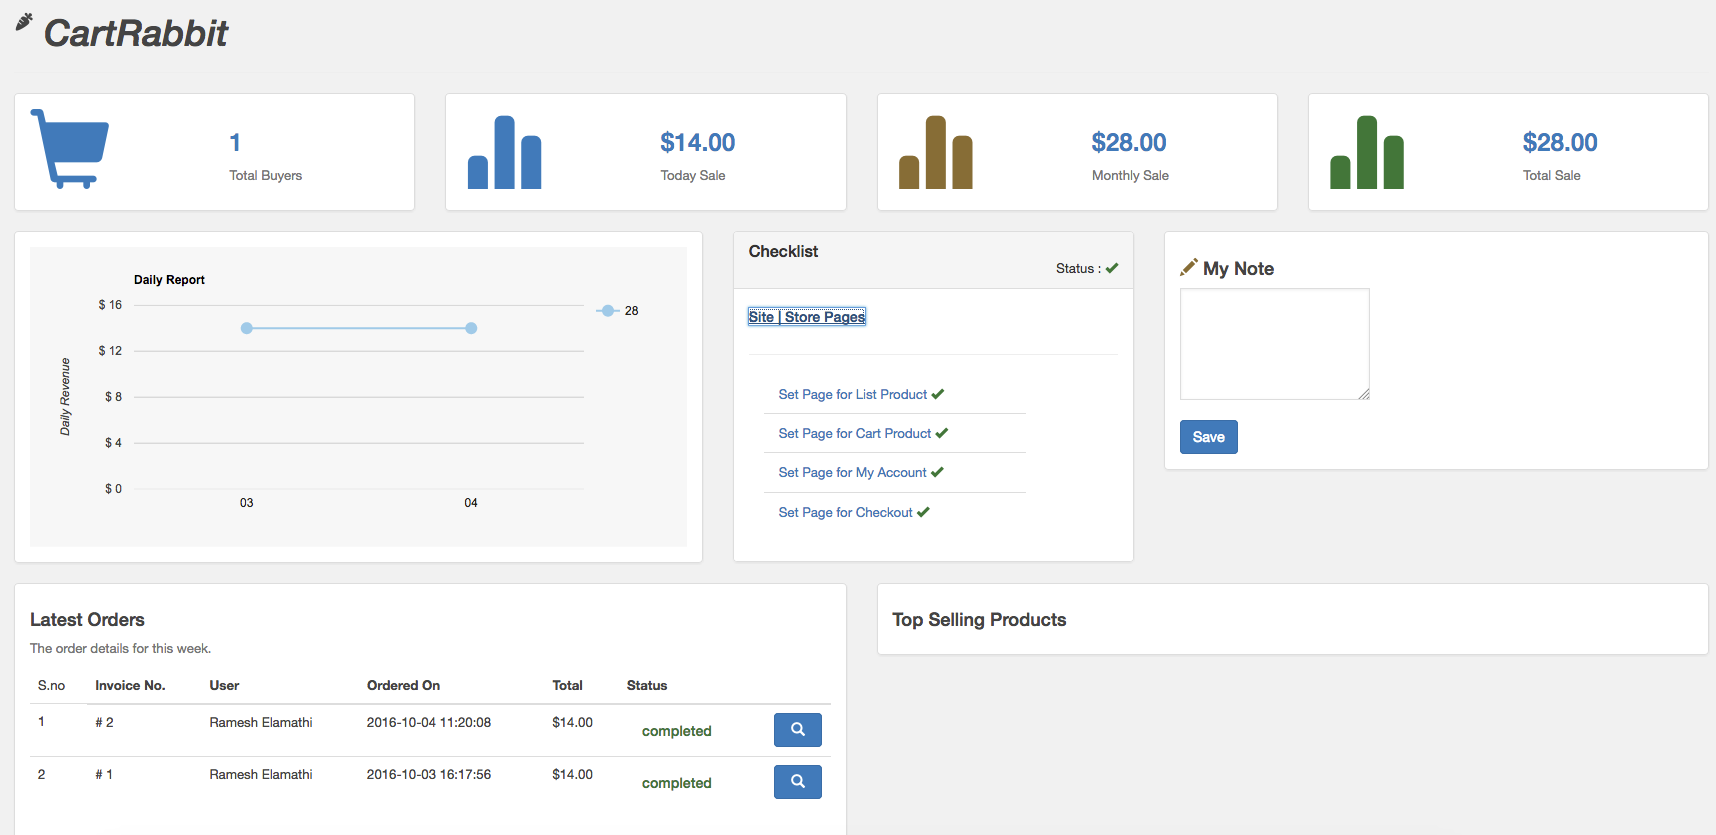 CartRabbit
1
Total Buyers
$14.00
Today Sale
$28.00
Monthly Sale
$28.00
Total Sale
Daily Report
$ 16
$ 12
$ 8
$ 4
$ 0
Daily Revenue
03 04
28
Checklist
Status :
Site | Store Pages
Set Page for List Product
Set Page for Cart Product
Set Page for My Account
Set Page for Checkout
My Note
Save
Latest Orders
The order details for this week.
S.no Invoice No. User Ordered On Total Status
1 # 2 Ramesh Elamathi 2016-10-04 11:20:08 $14.00 completed
2 # 1 Ramesh Elamathi 2016-10-03 16:17:56 $14.00 completed
Top Selling Products